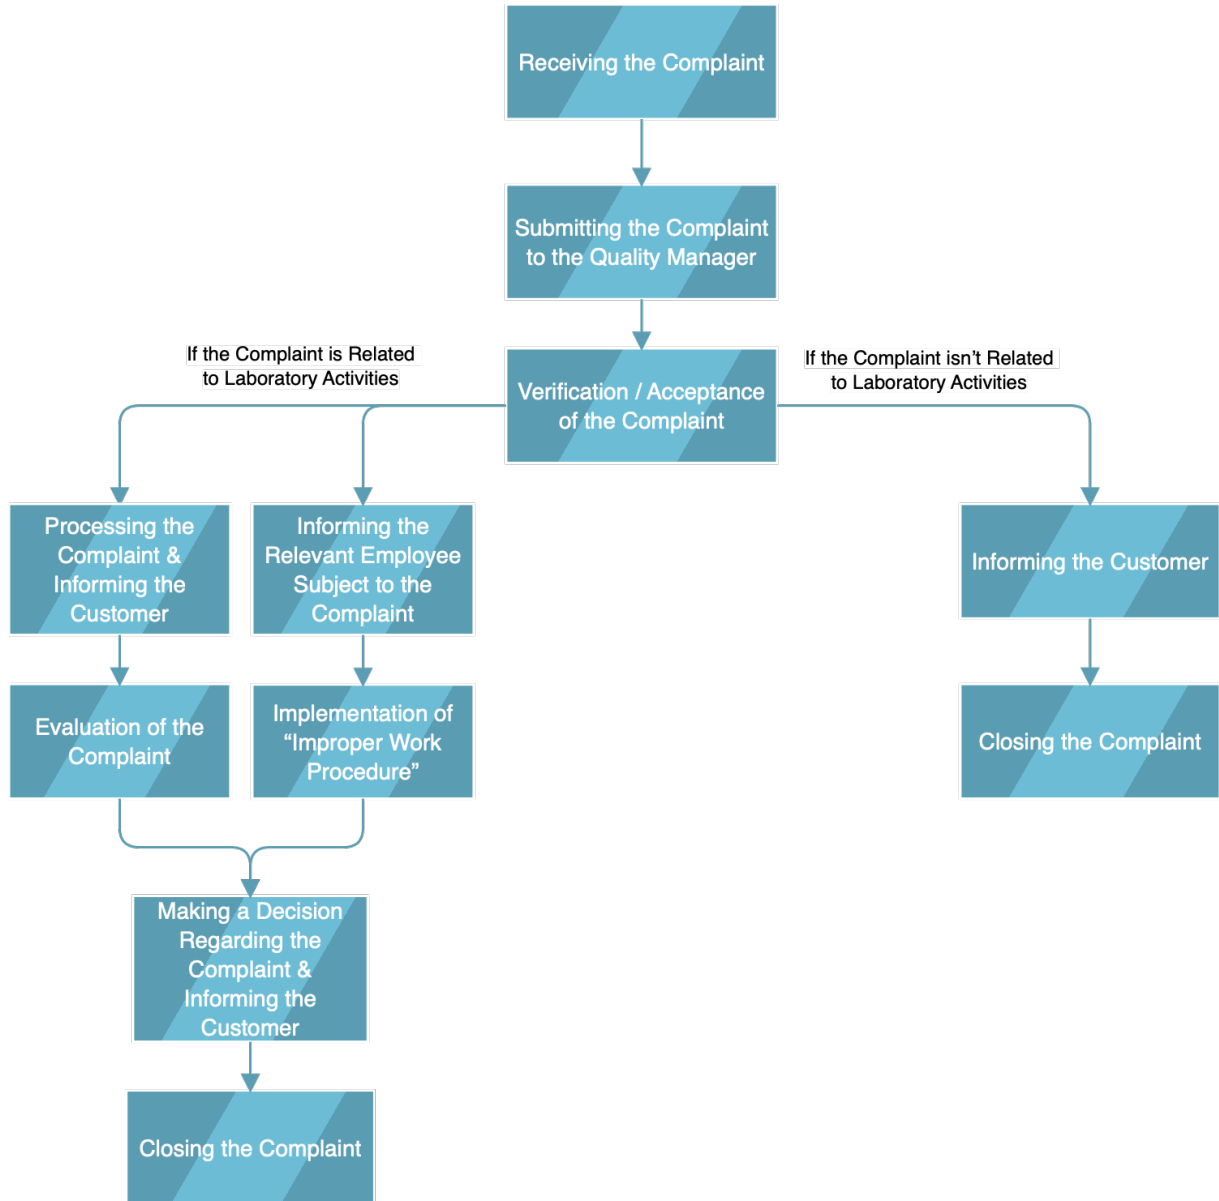 Receiving the Complaint
Submitting the Complaint
to the Quality Manager
If the Complaint is Related
to Laboratory Activities
If the Complaint isn’t Related
to Laboratory Activities
Verification / Acceptance
of the Complaint
Processing the
Complaint &
Informing the
Customer
Informing the
Relevant Employee
Subject to the
Complaint
Informing the Customer
Evaluation of the
Complaint
Implementation of
“Improper Work
Procedure”
Closing the Complaint
Making a Decision
Regarding the
Complaint &
Informing the
Customer
Closing the Complaint